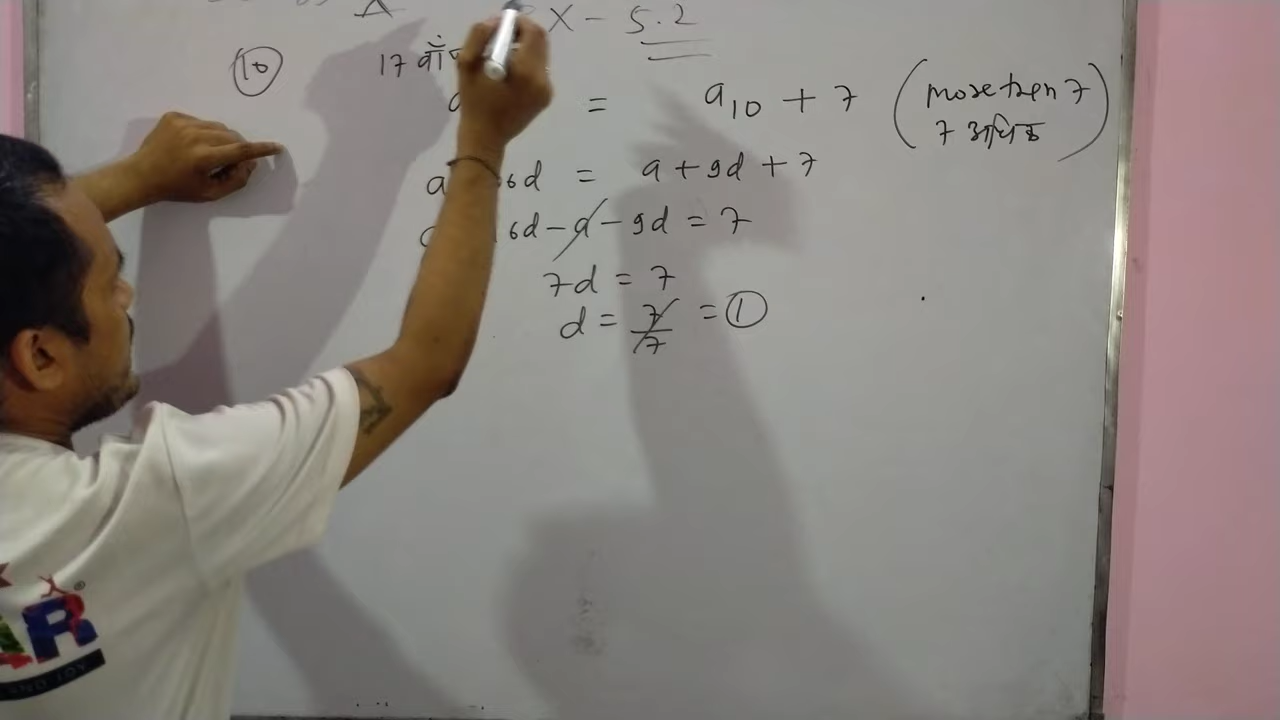 X - 5.2
10 17 वाँ
= a10 + 7 (more then 7
7 अधिक)
a 6d = a + 9d + 7
6d - a - 9d = 7
7d = 7
d = 7/7 = 1
R